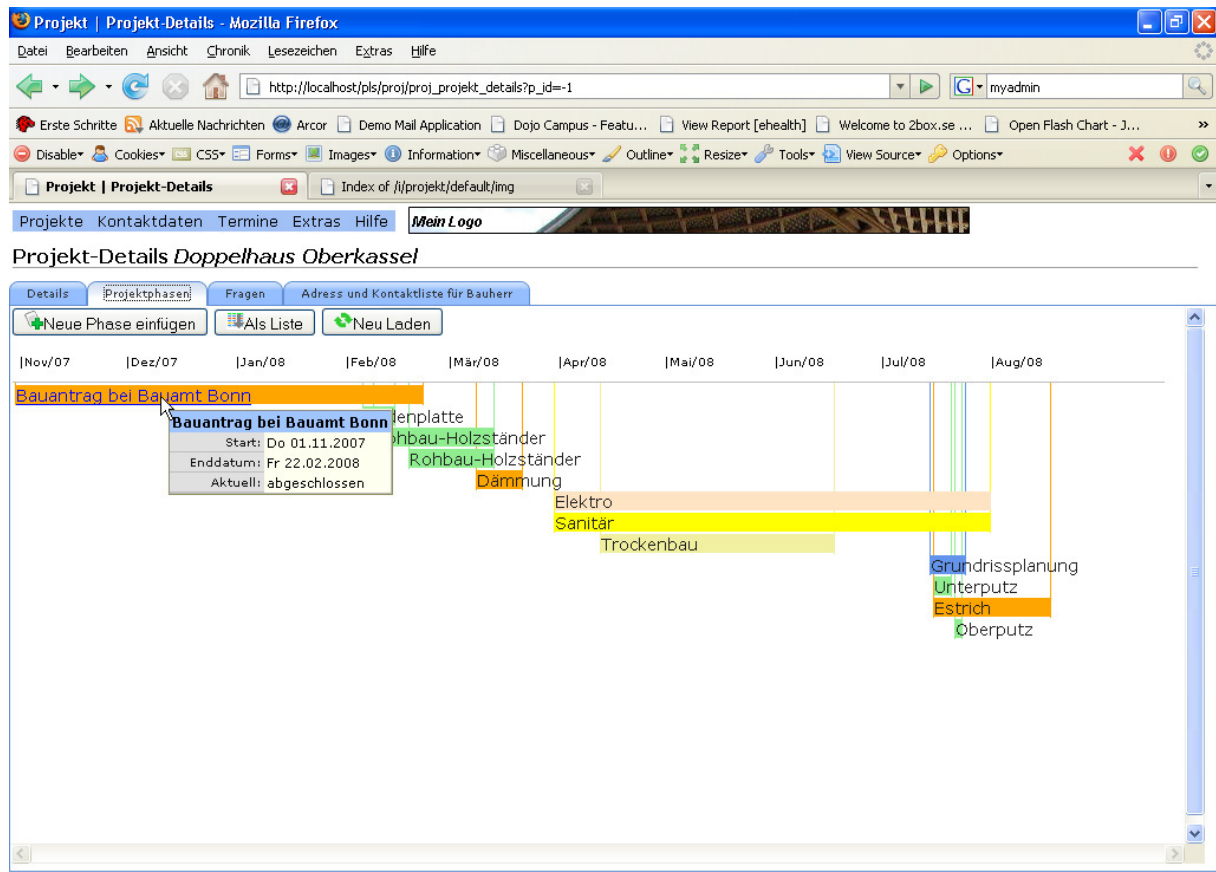 Projekt | Projekt-Details - Mozilla Firefox
Datei Bearbeiten Ansicht Chronik Lesezeichen Extras Hilfe
http://localhost/pls/proj/proj_projekt_details?p_id=-1 G myadmin
Erste Schritte Aktuelle Nachrichten Arcor Demo Mail Application Dojo Campus - Featu... View Report [ehealth] Welcome to 2box.se ... Open Flash Chart - J... »
Disable Cookies CSS Forms Images Information Miscellaneous Outline Resize Tools View Source Options
Projekt | Projekt-Details Index of /i/projekt/default/img
Projekte Kontaktdaten Termine Extras Hilfe Mein Logo
Projekt-Details Doppelhaus Oberkassel
Details Projektphasen Fragen Adress und Kontaktliste für Bauherr
Neue Phase einfügen Als Liste Neu Laden
|Nov/07 |Dez/07 |Jan/08 |Feb/08 |Mär/08 |Apr/08 |Mai/08 |Jun/08 |Jul/08 |Aug/08
Bauantrag bei Bauamt Bonn
Bauantrag bei Bauamt Bonn
Start: Do 01.11.2007
Enddatum: Fr 22.02.2008
Aktuell: abgeschlossen
denplatte
hbau-Holzständer
Rohbau-Holzständer
Dämmung
Elektro
Sanitär
Trockenbau
Grundrissplanung
Unterputz
Estrich
Oberputz